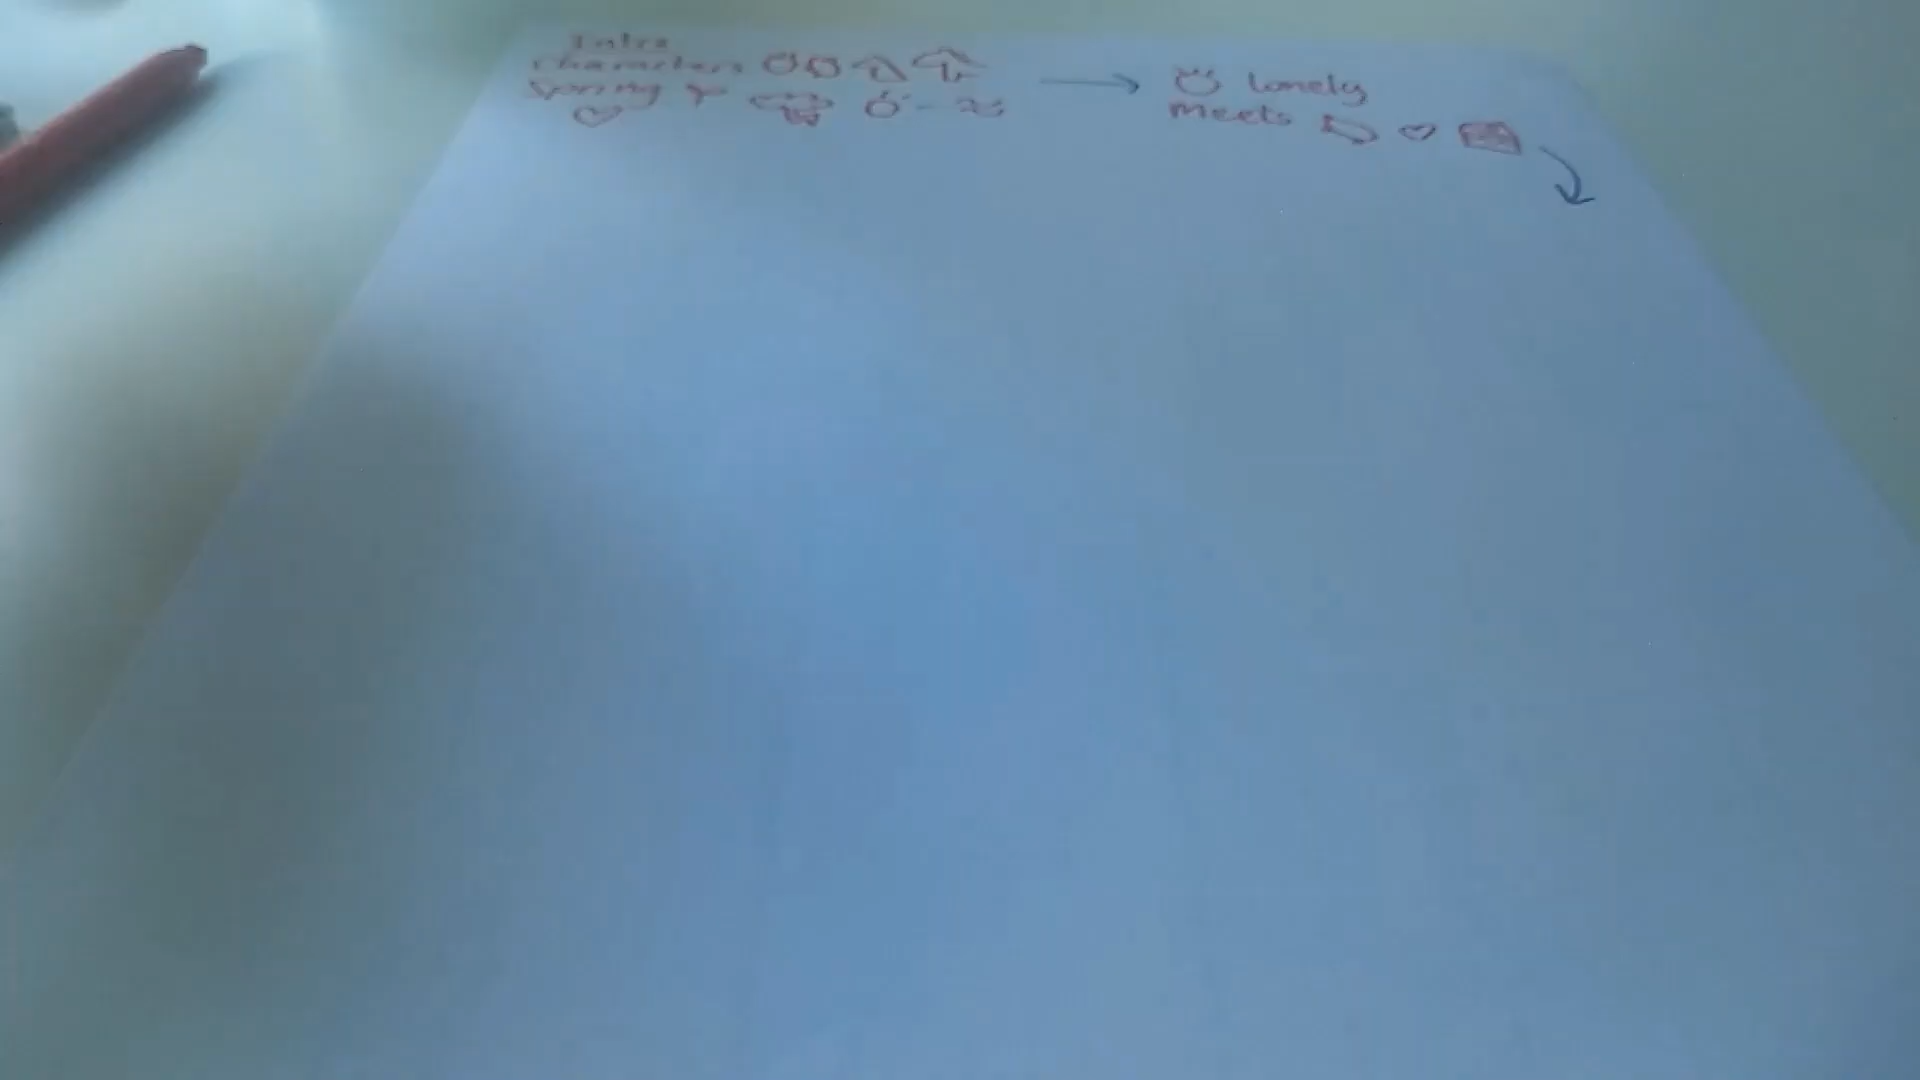 Intro
characters
Spring
lonely
meets